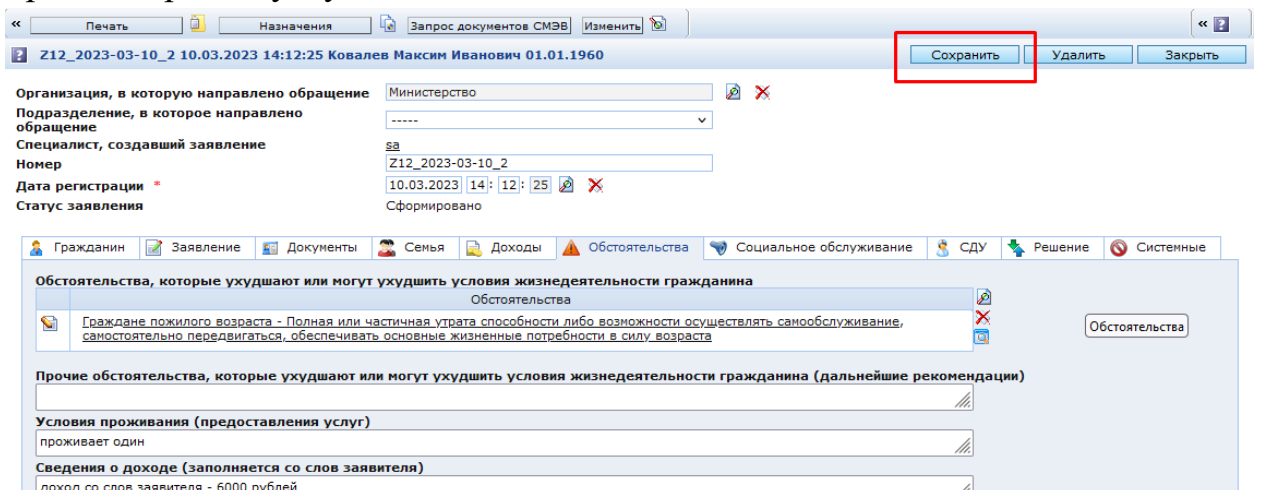 « Печать Назначения Запрос документов СМЭВ Изменить « ?
? Z12_2023-03-10_2 10.03.2023 14:12:25 Ковалев Максим Иванович 01.01.1960 Сохранить Удалить Закрыть
Организация, в которую направлено обращение Министерство
Подразделение, в которое направлено
обращение -----
Специалист, создавший заявление sa
Номер Z12_2023-03-10_2
Дата регистрации * 10.03.2023 14 : 12 : 25
Статус заявления Сформировано
Гражданин Заявление Документы Семья Доходы Обстоятельства Социальное обслуживание СДУ Решение Системные
Обстоятельства, которые ухудшают или могут ухудшить условия жизнедеятельности гражданина
Обстоятельства
Граждане пожилого возраста - Полная или частичная утрата способности либо возможности осуществлять самообслуживание,
самостоятельно передвигаться, обеспечивать основные жизненные потребности в силу возраста
Обстоятельства
Прочие обстоятельства, которые ухудшают или могут ухудшить условия жизнедеятельности гражданина (дальнейшие рекомендации)
Условия проживания (предоставления услуг)
проживает один
Сведения о доходе (заполняется со слов заявителя)
доход со слов заявителя - 6000 рублей